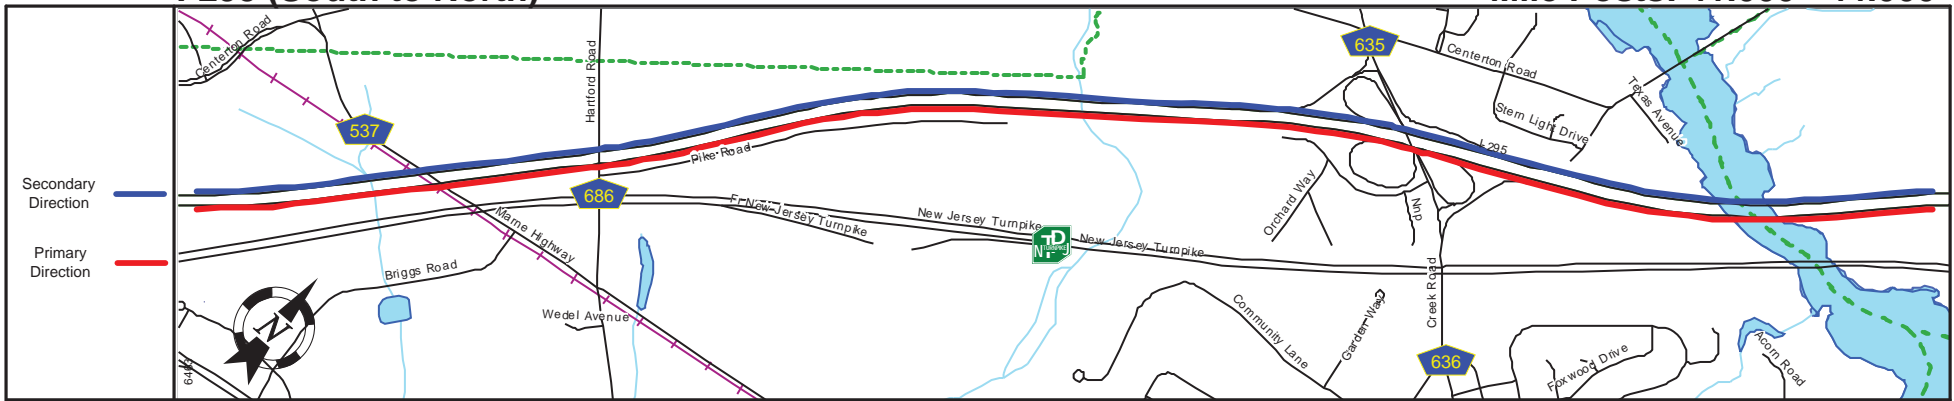 Secondary
Direction
Primary
Direction
Centerton Road
537
Hartford Road
686
Pike Road
Marne Highway
Briggs Road
Wedel Avenue
N
New Jersey Turnpike
New Jersey Turnpike
New Jersey Turnpike
635
Centerton Road
Stern Light Drive
Texas Avenue
I-295
Orchard Way
Creek Road
Community Lane
Garden Way
636
Foxwood Drive
Acorn Road